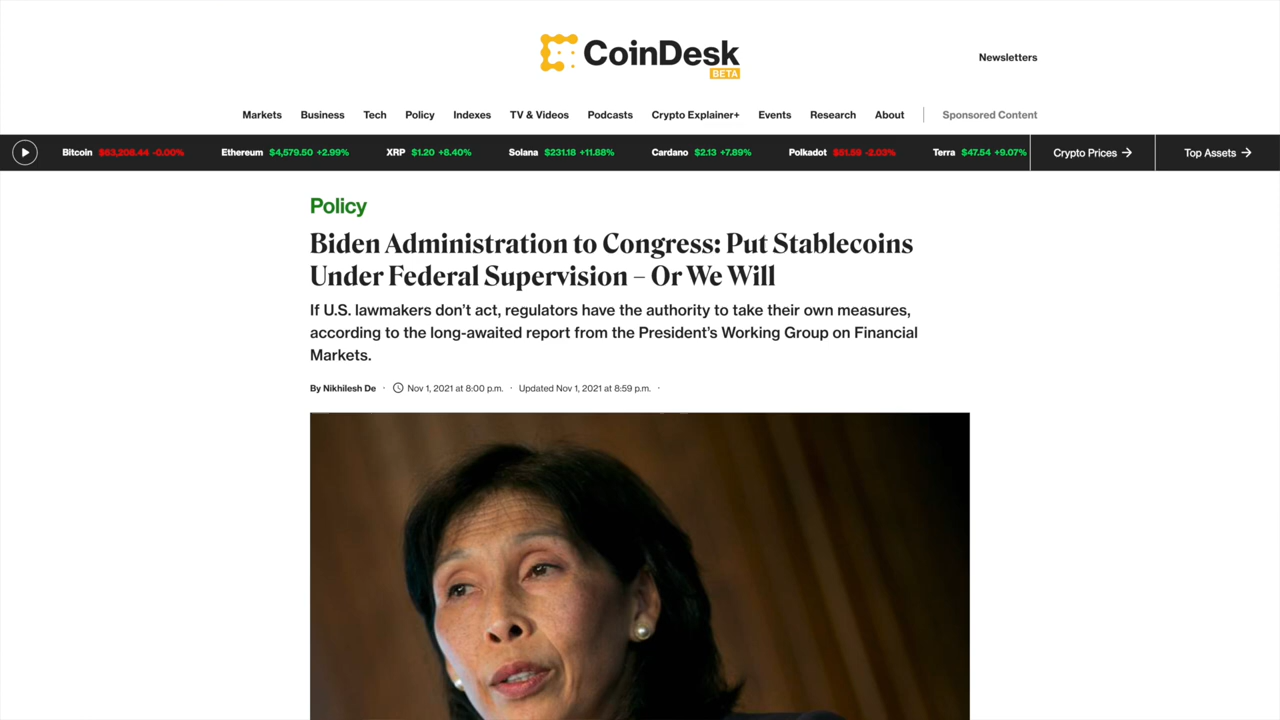 CoinDesk
BETA
Newsletters
Markets Business Tech Policy Indexes TV & Videos Podcasts Crypto Explainer+ Events Research About Sponsored Content
Bitcoin $63,208.44 -0.00% Ethereum $4,579.50 +2.99% XRP $1.20 +8.40% Solana $231.18 +11.88% Cardano $2.13 +7.89% Polkadot $51.59 -2.03% Terra $47.54 +9.07% Crypto Prices → Top Assets →
Policy
Biden Administration to Congress: Put Stablecoins
Under Federal Supervision – Or We Will
If U.S. lawmakers don’t act, regulators have the authority to take their own measures,
according to the long-awaited report from the President’s Working Group on Financial
Markets.
By Nikhilesh De · Nov 1, 2021 at 8:00 p.m. · Updated Nov 1, 2021 at 8:59 p.m. ·